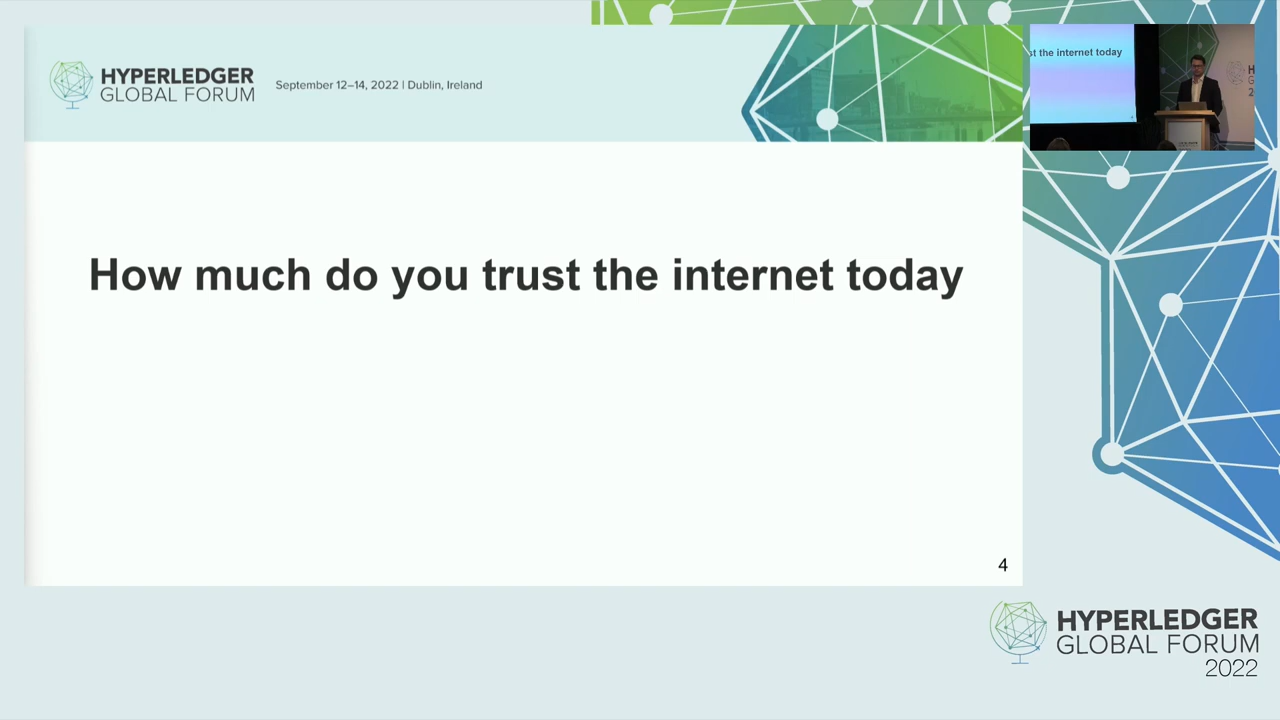 HYPERLEDGER
GLOBAL FORUM
September 12–14, 2022 | Dublin, Ireland
st the internet today
How much do you trust the internet today
4
HYPERLEDGER
GLOBAL FORUM
2022